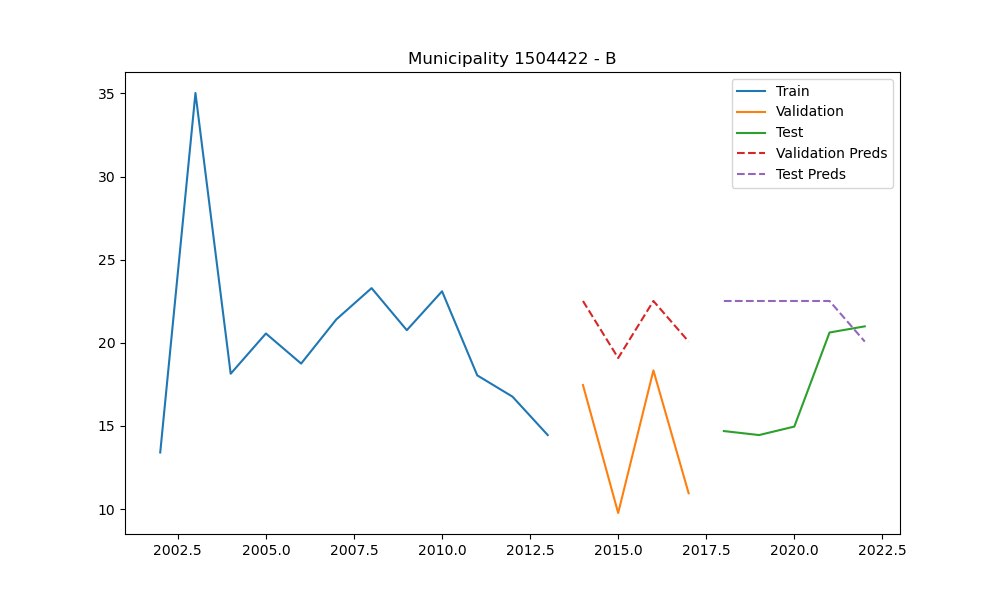 Municipality 1504422 - B
35
30
25
20
15
10
2002.5 2005.0 2007.5 2010.0 2012.5 2015.0 2017.5 2020.0 2022.5
Train
Validation
Test
Validation Preds
Test Preds